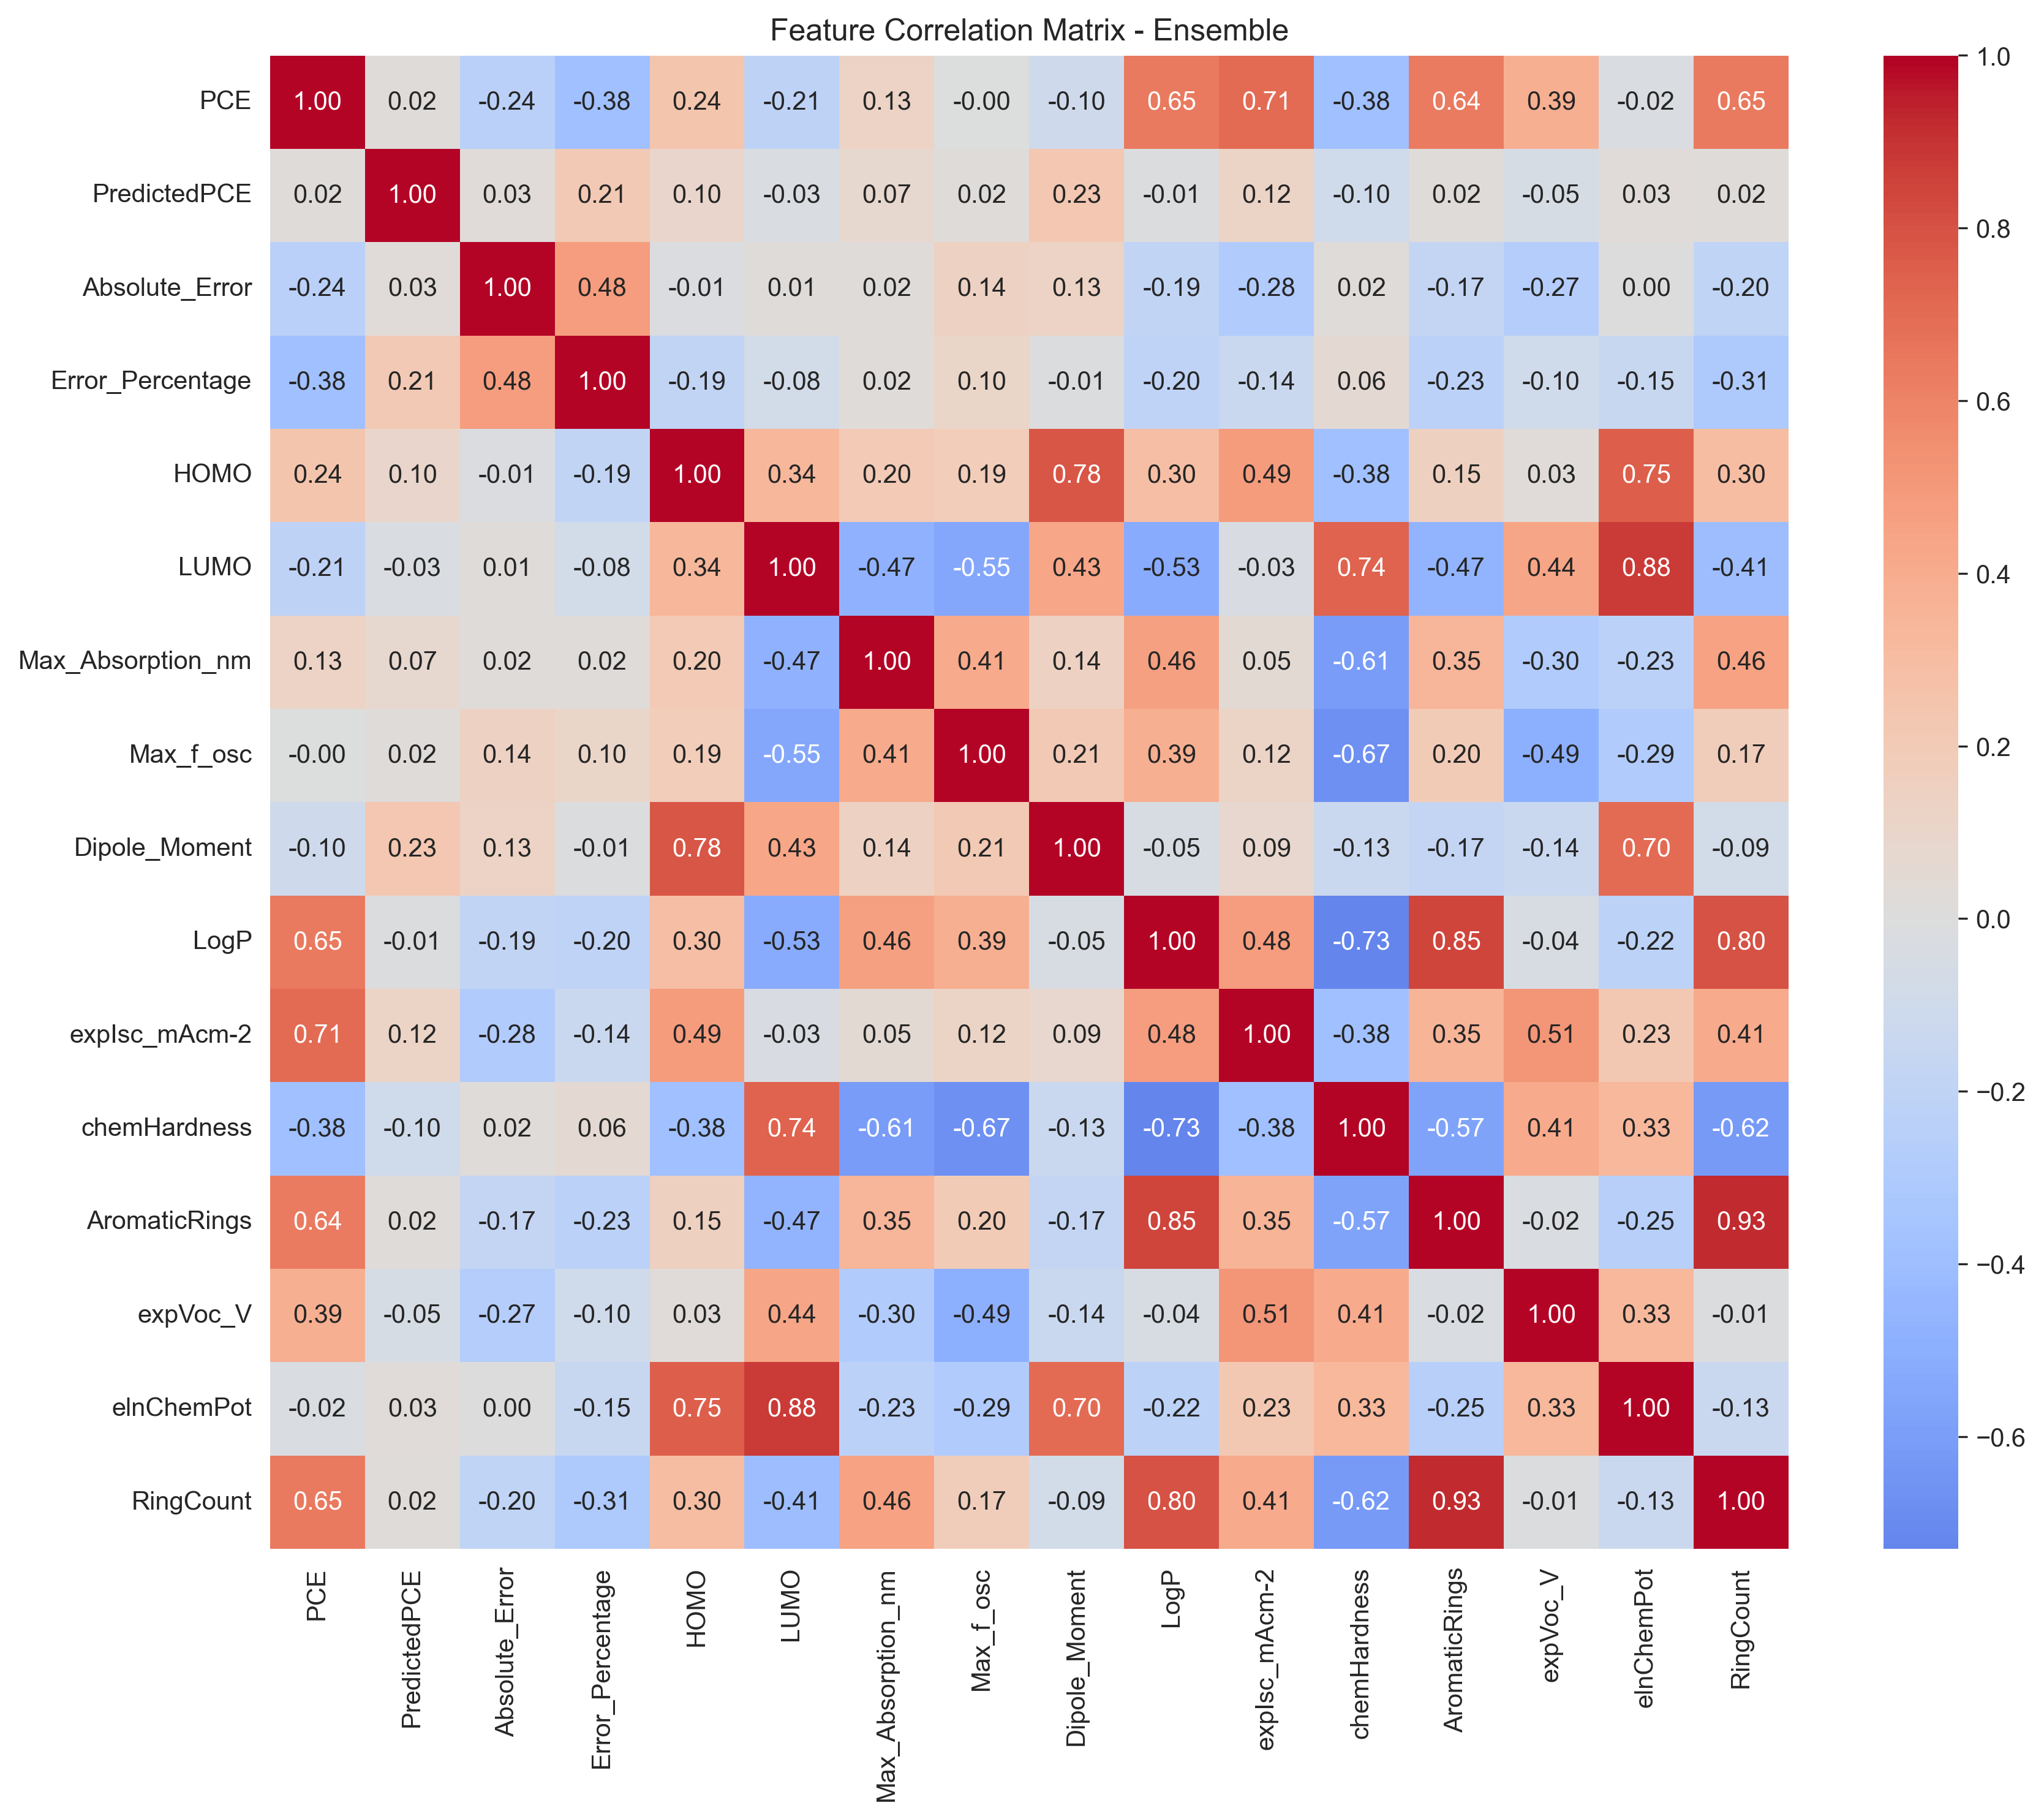 Feature Correlation Matrix - Ensemble
PCE 1.00 0.02 -0.24 -0.38 0.24 -0.21 0.13 -0.00 -0.10 0.65 0.71 -0.38 0.64 0.39 -0.02 0.65
PredictedPCE 0.02 1.00 0.03 0.21 0.10 -0.03 0.07 0.02 0.23 -0.01 0.12 -0.10 0.02 -0.05 0.03 0.02
Absolute_Error -0.24 0.03 1.00 0.48 -0.01 0.01 0.02 0.14 0.13 -0.19 -0.28 0.02 -0.17 -0.27 0.00 -0.20
Error_Percentage -0.38 0.21 0.48 1.00 -0.19 -0.08 0.02 0.10 -0.01 -0.20 -0.14 0.06 -0.23 -0.10 -0.15 -0.31
HOMO 0.24 0.10 -0.01 -0.19 1.00 0.34 0.20 0.19 0.78 0.30 0.49 -0.38 0.15 0.03 0.75 0.30
LUMO -0.21 -0.03 0.01 -0.08 0.34 1.00 -0.47 -0.55 0.43 -0.53 -0.03 0.74 -0.47 0.44 0.88 -0.41
Max_Absorption_nm 0.13 0.07 0.02 0.02 0.20 -0.47 1.00 0.41 0.14 0.46 0.05 -0.61 0.35 -0.30 -0.23 0.46
Max_f_osc -0.00 0.02 0.14 0.10 0.19 -0.55 0.41 1.00 0.21 0.39 0.12 -0.67 0.20 -0.49 -0.29 0.17
Dipole_Moment -0.10 0.23 0.13 -0.01 0.78 0.43 0.14 0.21 1.00 -0.05 0.09 -0.13 -0.17 -0.14 0.70 -0.09
LogP 0.65 -0.01 -0.19 -0.20 0.30 -0.53 0.46 0.39 -0.05 1.00 0.48 -0.73 0.85 -0.04 -0.22 0.80
expIsc_mAcm-2 0.71 0.12 -0.28 -0.14 0.49 -0.03 0.05 0.12 0.09 0.48 1.00 -0.38 0.35 0.51 0.23 0.41
chemHardness -0.38 -0.10 0.02 0.06 -0.38 0.74 -0.61 -0.67 -0.13 -0.73 -0.38 1.00 -0.57 0.41 0.33 -0.62
AromaticRings 0.64 0.02 -0.17 -0.23 0.15 -0.47 0.35 0.20 -0.17 0.85 0.35 -0.57 1.00 -0.02 -0.25 0.93
expVoc_V 0.39 -0.05 -0.27 -0.10 0.03 0.44 -0.30 -0.49 -0.14 -0.04 0.51 0.41 -0.02 1.00 0.33 -0.01
elnChemPot -0.02 0.03 0.00 -0.15 0.75 0.88 -0.23 -0.29 0.70 -0.22 0.23 0.33 -0.25 0.33 1.00 -0.13
RingCount 0.65 0.02 -0.20 -0.31 0.30 -0.41 0.46 0.17 -0.09 0.80 0.41 -0.62 0.93 -0.01 -0.13 1.00
PCE
PredictedPCE
Absolute_Error
Error_Percentage
HOMO
LUMO
Max_Absorption_nm
Max_f_osc
Dipole_Moment
LogP
expIsc_mAcm-2
chemHardness
AromaticRings
expVoc_V
elnChemPot
RingCount
1.0
0.8
0.6
0.4
0.2
0.0
−0.2
−0.4
−0.6